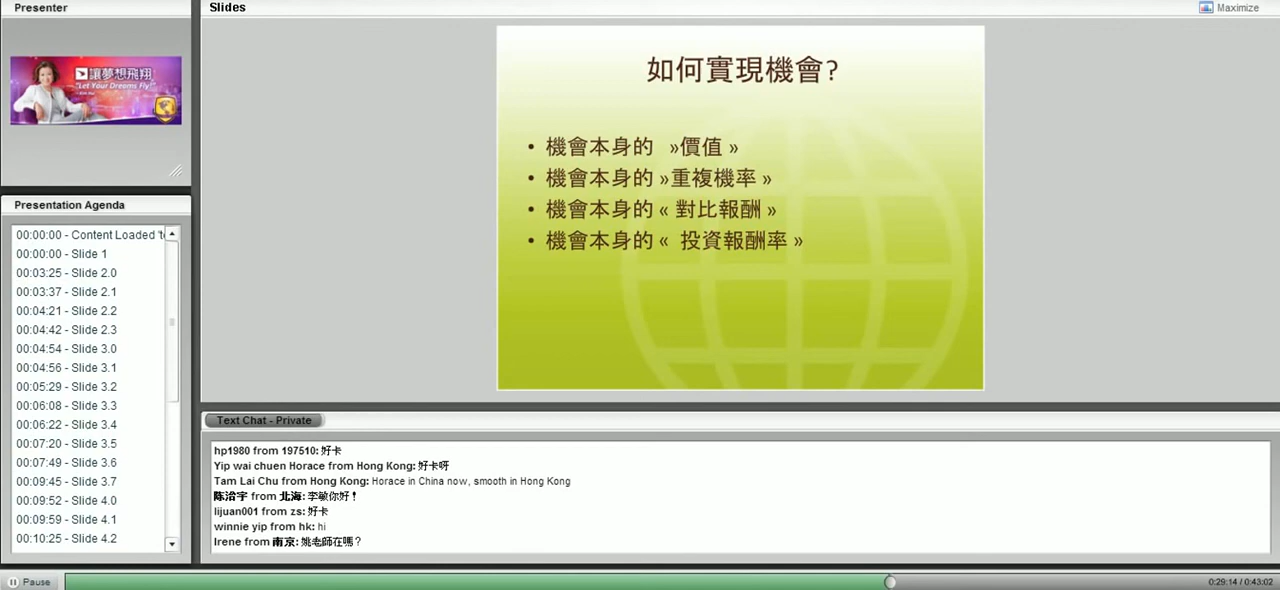 Presenter
讓夢想飛翔
"Let Your Dreams Fly!"
Presentation Agenda
00:00:00 - Content Loaded 'to
00:00:00 - Slide 1
00:03:25 - Slide 2.0
00:03:37 - Slide 2.1
00:04:21 - Slide 2.2
00:04:42 - Slide 2.3
00:04:54 - Slide 3.0
00:04:56 - Slide 3.1
00:05:29 - Slide 3.2
00:06:08 - Slide 3.3
00:06:22 - Slide 3.4
00:07:20 - Slide 3.5
00:07:49 - Slide 3.6
00:09:45 - Slide 3.7
00:09:52 - Slide 4.0
00:09:59 - Slide 4.1
00:10:25 - Slide 4.2
Slides
Maximize
如何實現機會?
• 機會本身的 »價值 »
• 機會本身的 »重複機率 »
• 機會本身的 « 對比報酬 »
• 機會本身的 « 投資報酬率 »
Text Chat - Private
hp1980 from 197510: 好卡
Yip wai chuen Horace from Hong Kong: 好卡呀
Tam Lai Chu from Hong Kong: Horace in China now, smooth in Hong Kong
陈洽宇 from 北海: 李敏你好！
lijuan001 from zs: 好卡
winnie yip from hk: hi
Irene from 南京: 姚老師在嗎？
Pause
0:29:14 / 0:43:02